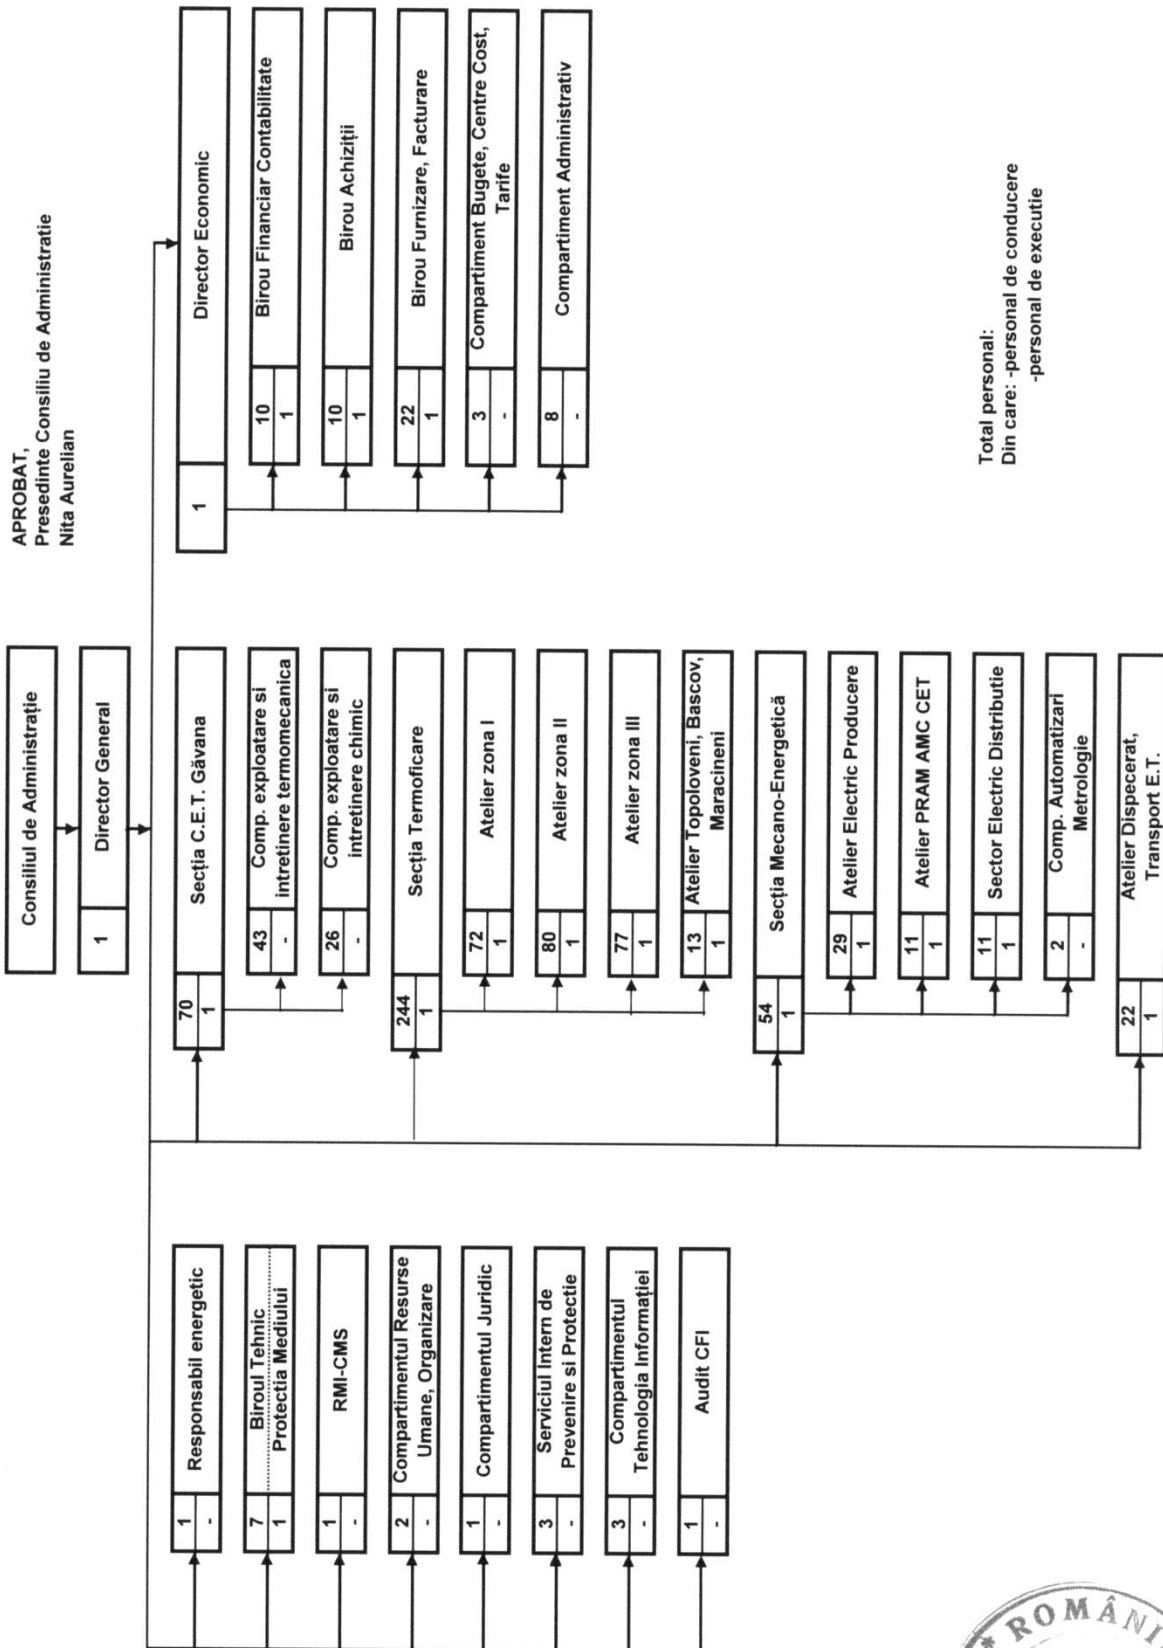 APROBAT,
Presedinte Consiliu de Administratie
Nita Aurelian
Consiliul de Administrație
1
Director General
1
-
Responsabil energetic
7
1
Biroul Tehnic
Protectia Mediului
1
-
RMI-CMS
2
-
Compartimentul Resurse
Umane, Organizare
1
-
Compartimentul Juridic
3
-
Serviciul Intern de
Prevenire si Protectie
3
-
Compartimentul
Tehnologia Informației
1
-
Audit CFI
70
1
Secția C.E.T. Găvana
43
-
Comp. exploatare si
intretinere termomecanica
26
-
Comp. exploatare si
intretinere chimic
244
1
Secția Termoficare
72
1
Atelier zona I
80
1
Atelier zona II
77
1
Atelier zona III
13
1
Atelier Topoloveni, Bascov,
Maracineni
54
1
Secția Mecano-Energetică
29
1
Atelier Electric Producere
11
1
Atelier PRAM AMC CET
11
1
Sector Electric Distributie
2
-
Comp. Automatizari
Metrologie
22
1
Atelier Dispecerat,
Transport E.T.
1
Director Economic
10
1
Birou Financiar Contabilitate
10
1
Birou Achiziții
22
1
Birou Furnizare, Facturare
3
-
Compartiment Bugete, Centre Cost,
Tarife
8
-
Compartiment Administrativ
Total personal:
Din care: -personal de conducere
-personal de executie